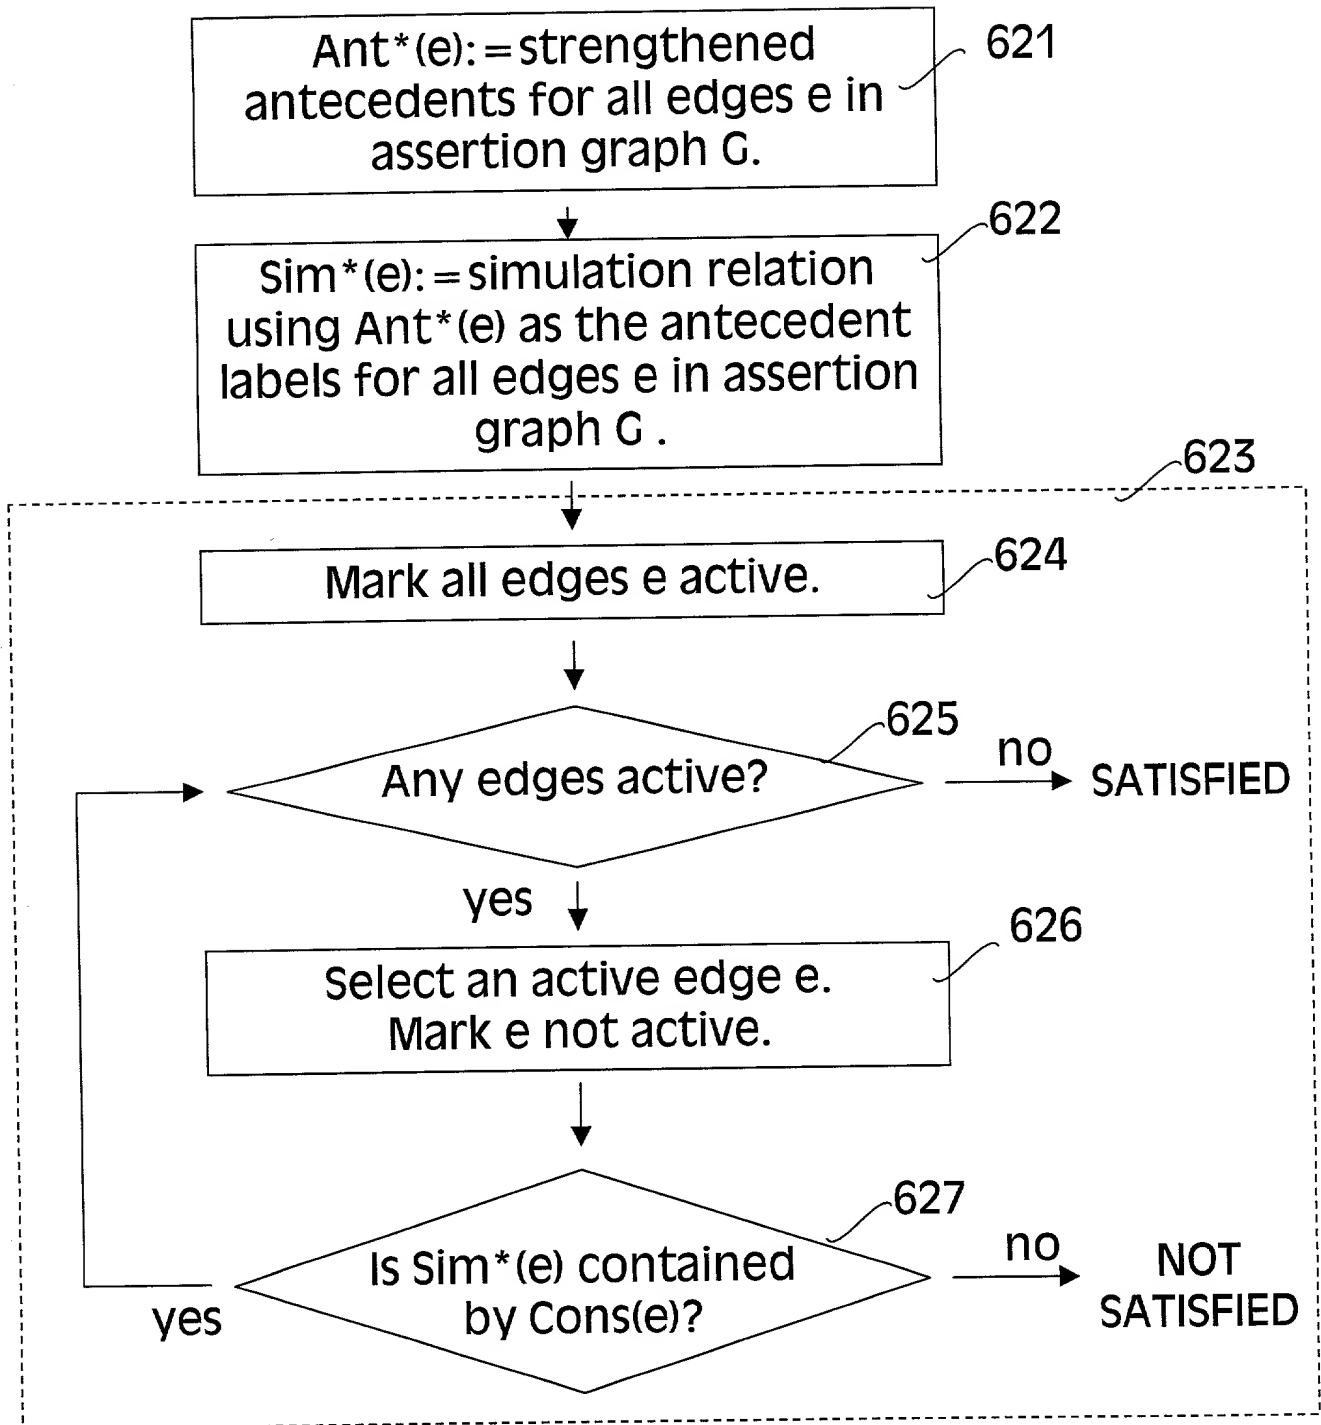 Ant*(e):=strengthened
antecedents for all edges e in
assertion graph G.
621
Sim*(e):=simulation relation
using Ant*(e) as the antecedent
labels for all edges e in assertion
graph G .
622
623
Mark all edges e active.
624
Any edges active?
625
no
SATISFIED
yes
Select an active edge e.
Mark e not active.
626
Is Sim*(e) contained
by Cons(e)?
627
no
NOT
SATISFIED
yes